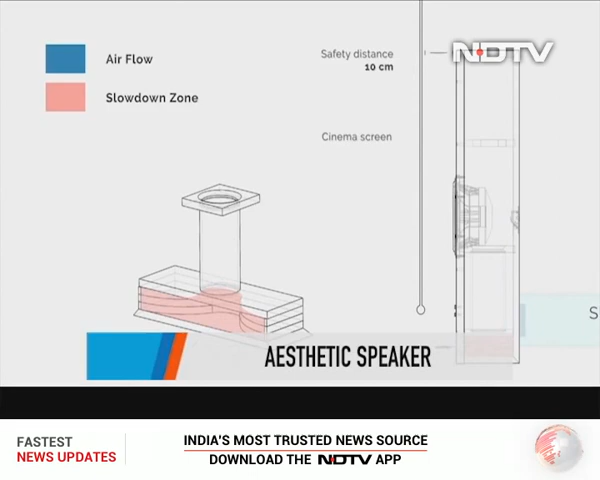 Air Flow
Slowdown Zone
Safety distance
10 cm
Cinema screen
NDTV
S
AESTHETIC SPEAKER
FASTEST
NEWS UPDATES
INDIA'S MOST TRUSTED NEWS SOURCE
DOWNLOAD THE NDTV APP